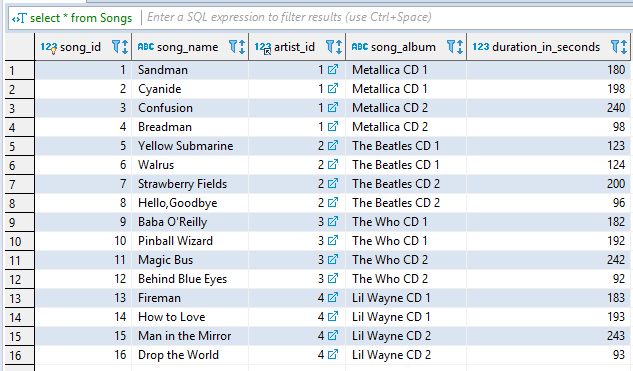 select * from Songs Enter a SQL expression to filter results (use Ctrl+Space)
123 song_id ABC song_name 123 artist_id ABC song_album 123 duration_in_seconds
1 1 Sandman 1 Metallica CD 1 180
2 2 Cyanide 1 Metallica CD 1 198
3 3 Confusion 1 Metallica CD 2 240
4 4 Breadman 1 Metallica CD 2 98
5 5 Yellow Submarine 2 The Beatles CD 1 123
6 6 Walrus 2 The Beatles CD 1 124
7 7 Strawberry Fields 2 The Beatles CD 2 200
8 8 Hello,Goodbye 2 The Beatles CD 2 96
9 9 Baba O'Reilly 3 The Who CD 1 182
10 10 Pinball Wizard 3 The Who CD 1 192
11 11 Magic Bus 3 The Who CD 2 242
12 12 Behind Blue Eyes 3 The Who CD 2 92
13 13 Fireman 4 Lil Wayne CD 1 183
14 14 How to Love 4 Lil Wayne CD 1 193
15 15 Man in the Mirror 4 Lil Wayne CD 2 243
16 16 Drop the World 4 Lil Wayne CD 2 93